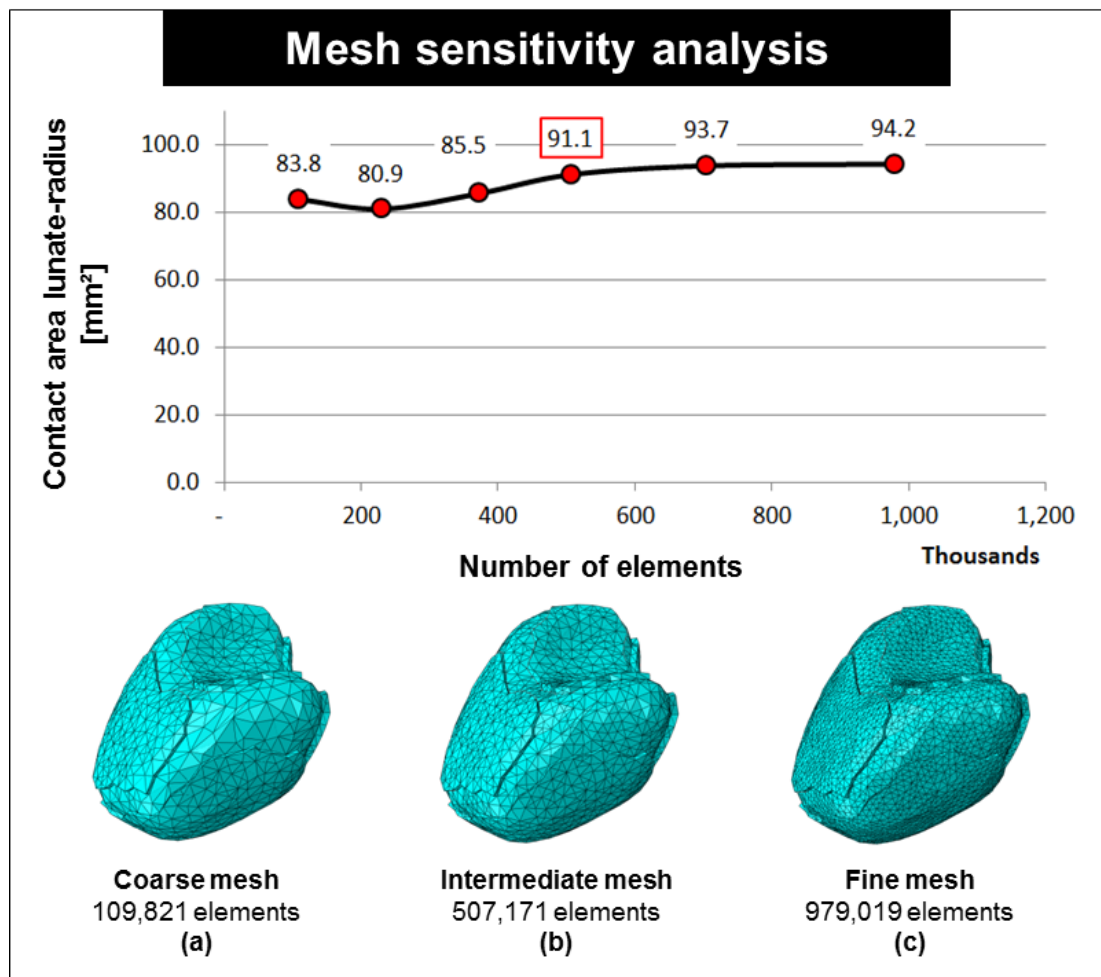 Mesh sensitivity analysis
Contact area lunate-radius
[mm²]
100.0
80.0
60.0
40.0
20.0
0.0
83.8
80.9
85.5
91.1
93.7
94.2
-
200
400
600
800
1,000
1,200
Thousands
Number of elements
Coarse mesh
109,821 elements
(a)
Intermediate mesh
507,171 elements
(b)
Fine mesh
979,019 elements
(c)